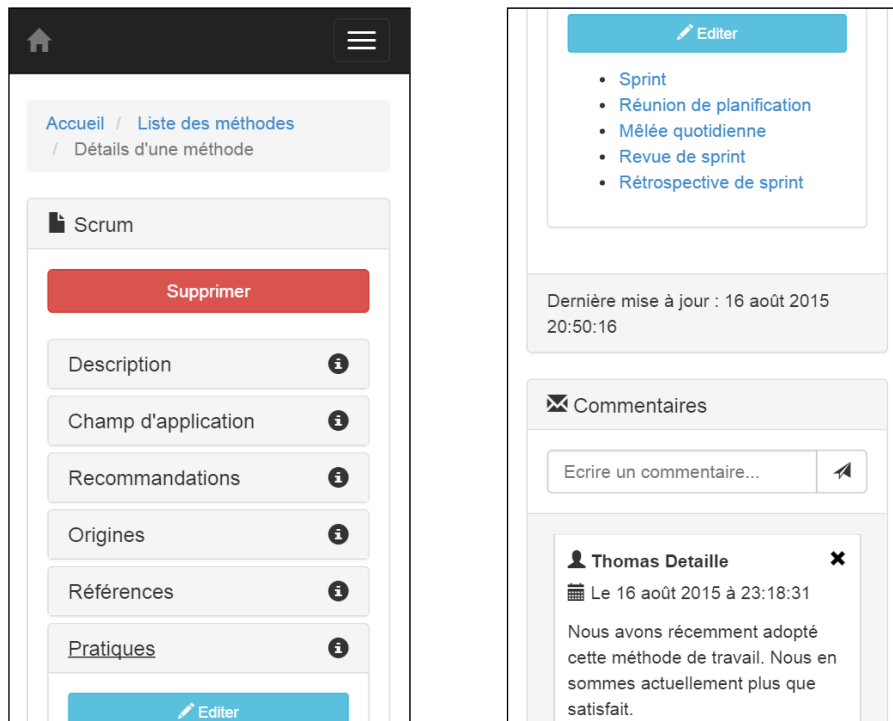 Accueil / Liste des méthodes
/ Détails d'une méthode
Scrum
Supprimer
Description
Champ d'application
Recommandations
Origines
Références
Pratiques
Editer
Editer
• Sprint
• Réunion de planification
• Mêlée quotidienne
• Revue de sprint
• Rétrospective de sprint
Dernière mise à jour : 16 août 2015
20:50:16
Commentaires
Ecrire un commentaire...
Thomas Detaille
Le 16 août 2015 à 23:18:31
Nous avons récemment adopté
cette méthode de travail. Nous en
sommes actuellement plus que
satisfait.